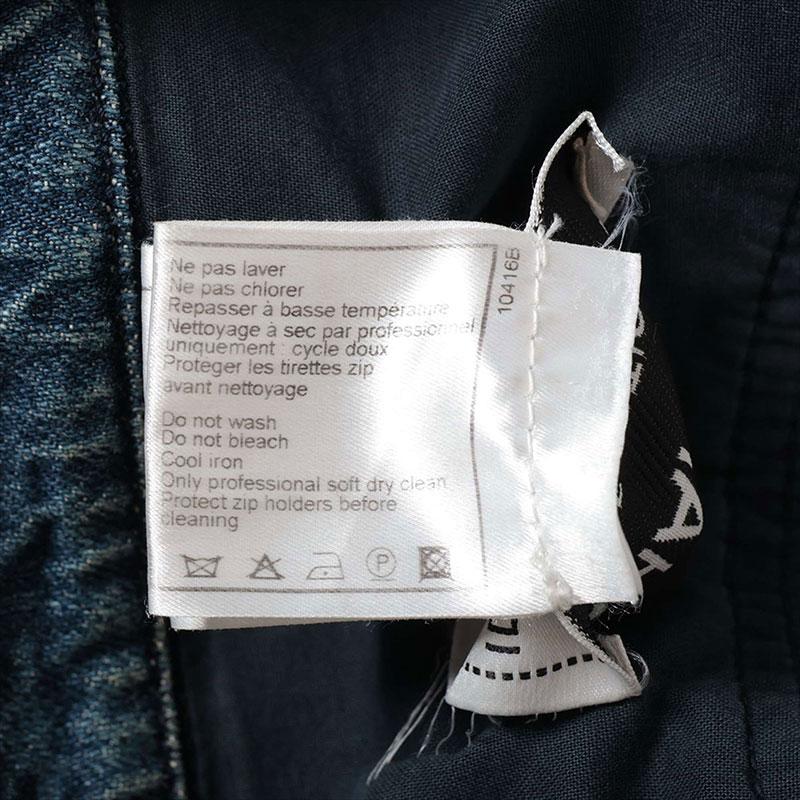 Ne pas laver
Ne pas chlorer
Repasser à basse température
Nettoyage à sec par professionnel
uniquement : cycle doux
Proteger les tirettes zip
avant nettoyage
Do not wash
Do not bleach
Cool iron
Only professional soft dry clean
Protect zip holders before
cleaning
P
10416B